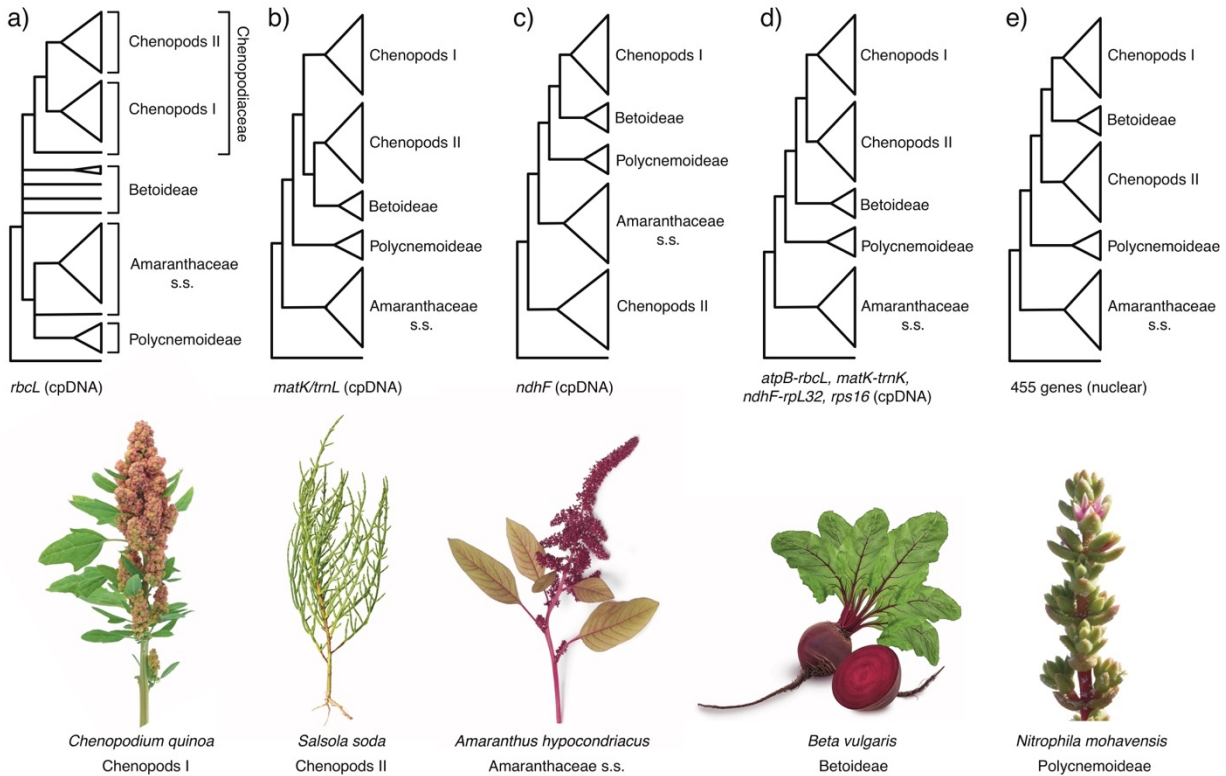 a)
Chenopods II
Chenopods I
Chenopodiaceae
Betoideae
Amaranthaceae
s.s.
Polycnemoideae
rbcL (cpDNA)
b)
Chenopods I
Chenopods II
Betoideae
Polycnemoideae
Amaranthaceae
s.s.
matK/trnL (cpDNA)
c)
Chenopods I
Betoideae
Polycnemoideae
Amaranthaceae
s.s.
Chenopods II
ndhF (cpDNA)
d)
Chenopods I
Chenopods II
Betoideae
Polycnemoideae
Amaranthaceae
s.s.
atpB-rbcL, matK-trnK,
ndhF-rpL32, rps16 (cpDNA)
e)
Chenopods I
Betoideae
Chenopods II
Polycnemoideae
Amaranthaceae
s.s.
455 genes (nuclear)
Chenopodium quinoa
Chenopods I
Salsola soda
Chenopods II
Amaranthus hypocondriacus
Amaranthaceae s.s.
Beta vulgaris
Betoideae
Nitrophila mohavensis
Polycnemoideae